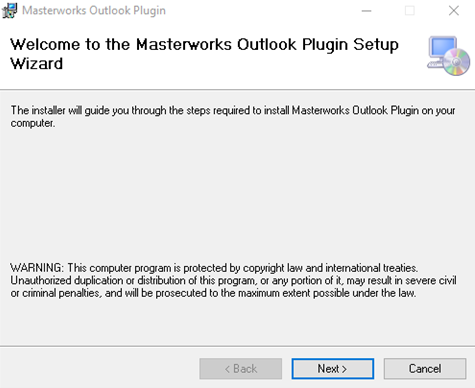 Masterworks Outlook Plugin
Welcome to the Masterworks Outlook Plugin Setup
Wizard
The installer will guide you through the steps required to install Masterworks Outlook Plugin on your
computer.
WARNING: This computer program is protected by copyright law and international treaties.
Unauthorized duplication or distribution of this program, or any portion of it, may result in severe civil
or criminal penalties, and will be prosecuted to the maximum extent possible under the law.
< Back
Next >
Cancel